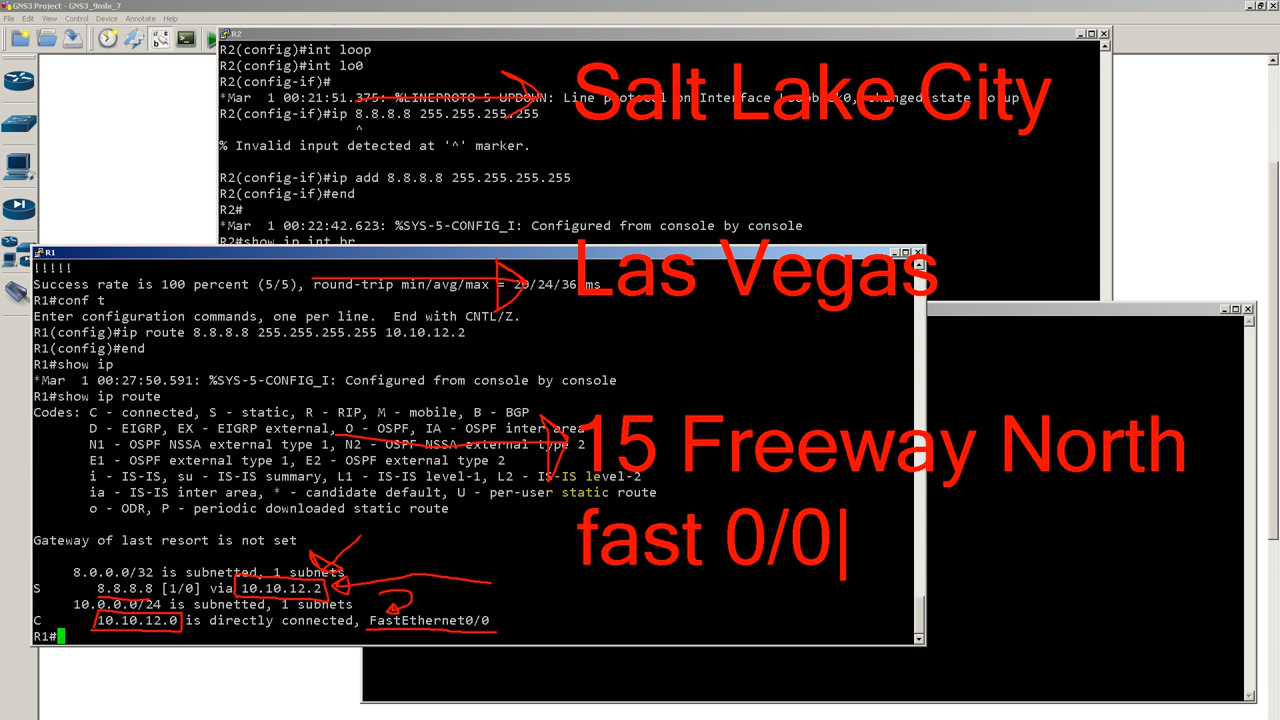 GNS3 Project - GNS3_9mlx_7
File Edit View Control Device Annotate Help
R2
R2(config)#int loop
R2(config)#int lo0
R2(config-if)#
*Mar 1 00:21:51.375: %LINEPROTO-5-UPDOWN: Line protocol on Interface Loopback0, changed state to up
R2(config-if)#ip 8.8.8.8 255.255.255.255
^
% Invalid input detected at '^' marker.
R2(config-if)#ip add 8.8.8.8 255.255.255.255
R2(config-if)#end
R2#
*Mar 1 00:22:42.623: %SYS-5-CONFIG_I: Configured from console by console
R2#show ip int br
Salt Lake City
Las Vegas
15 Freeway North
fast 0/0|
R1
!!!!!
Success rate is 100 percent (5/5), round-trip min/avg/max = 20/24/36 ms
R1#conf t
Enter configuration commands, one per line. End with CNTL/Z.
R1(config)#ip route 8.8.8.8 255.255.255.255 10.10.12.2
R1(config)#end
R1#show ip
*Mar 1 00:27:50.591: %SYS-5-CONFIG_I: Configured from console by console
R1#show ip route
Codes: C - connected, S - static, R - RIP, M - mobile, B - BGP
D - EIGRP, EX - EIGRP external, O - OSPF, IA - OSPF inter area
N1 - OSPF NSSA external type 1, N2 - OSPF NSSA external type 2
E1 - OSPF external type 1, E2 - OSPF external type 2
i - IS-IS, su - IS-IS summary, L1 - IS-IS level-1, L2 - IS-IS level-2
ia - IS-IS inter area, * - candidate default, U - per-user static route
o - ODR, P - periodic downloaded static route
Gateway of last resort is not set
8.0.0.0/32 is subnetted, 1 subnets
S 8.8.8.8 [1/0] via 10.10.12.2
10.0.0.0/24 is subnetted, 1 subnets
C 10.10.12.0 is directly connected, FastEthernet0/0
R1#